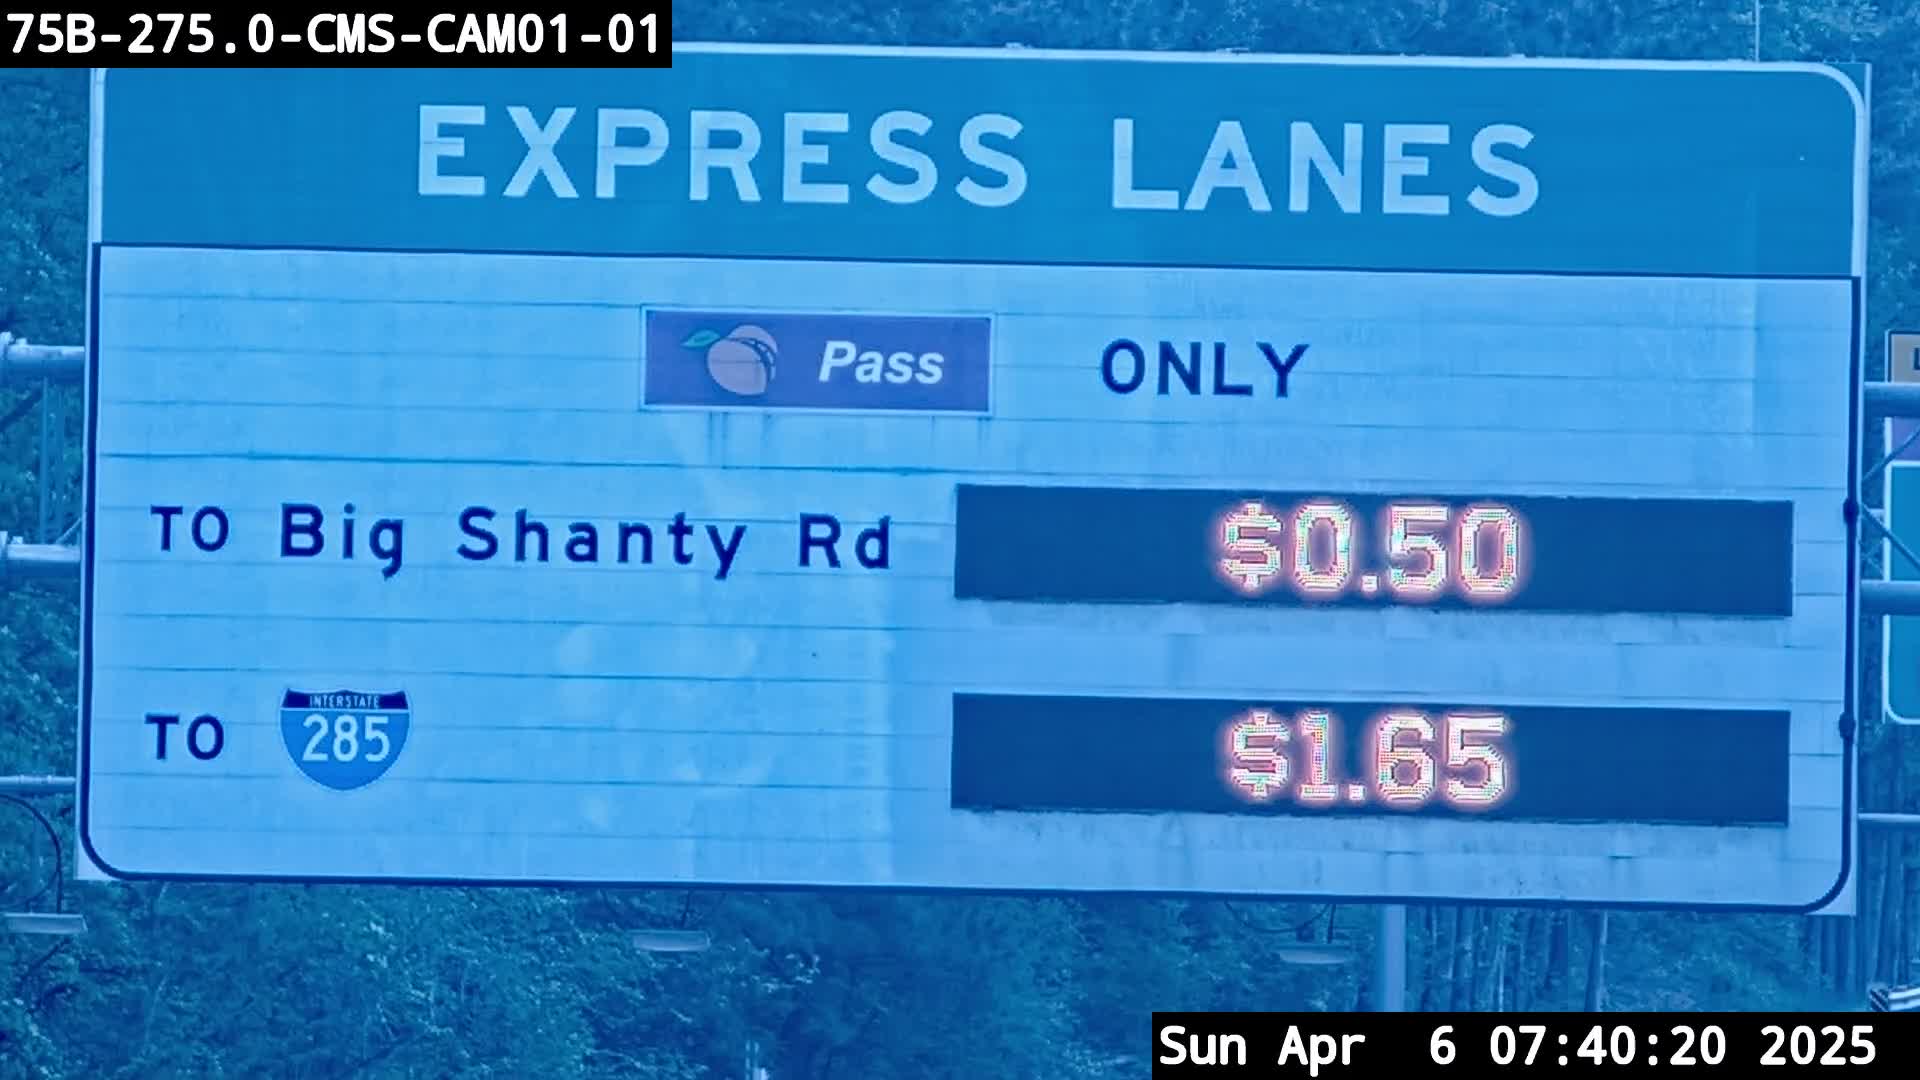 75B-275.0-CMS-CAM01-01
EXPRESS LANES
Pass ONLY
TO Big Shanty Rd $0.50
TO INTERSTATE 285 $1.65
Sun Apr 6 07:40:20 2025